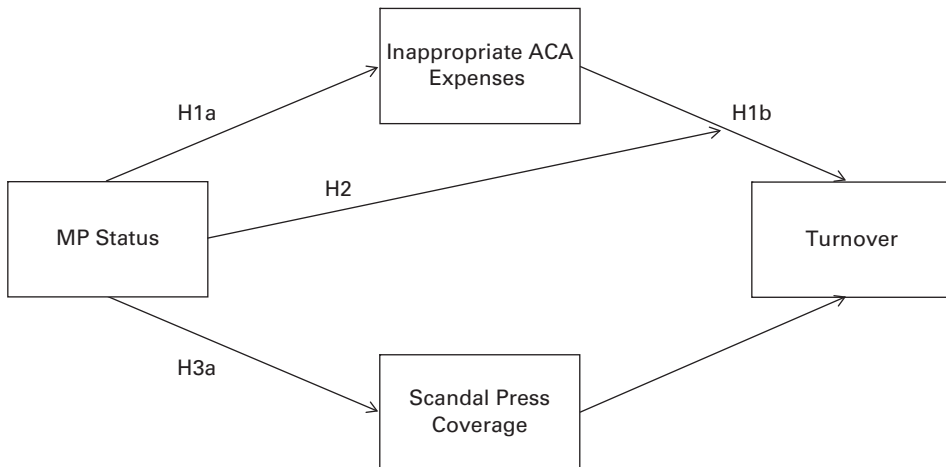 Inappropriate ACA
Expenses
H1a
H1b
H2
MP Status
Turnover
H3a
Scandal Press
Coverage